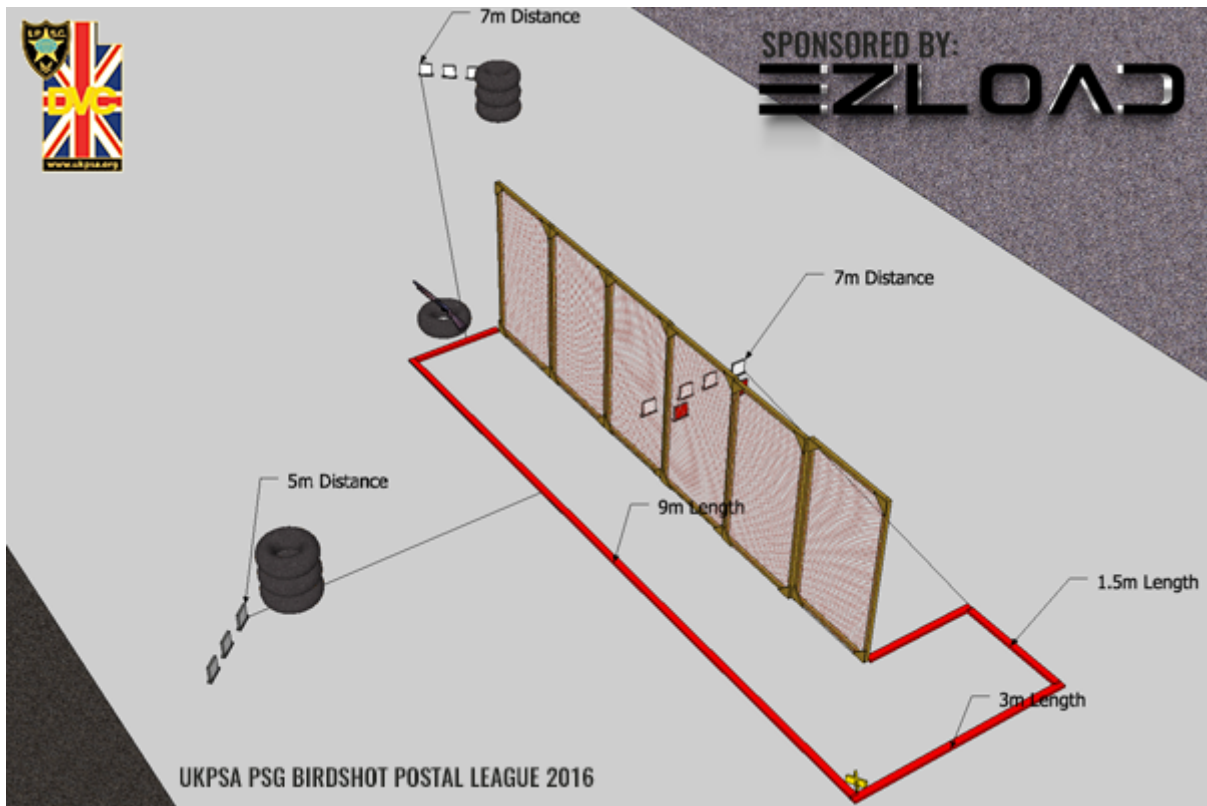 7m Distance
SPONSORED BY:
EZLOAD
DVC
www.ukpsa.org
7m Distance
5m Distance
9m Length
1.5m Length
3m Length
UKPSA PSG BIRDSHOT POSTAL LEAGUE 2016